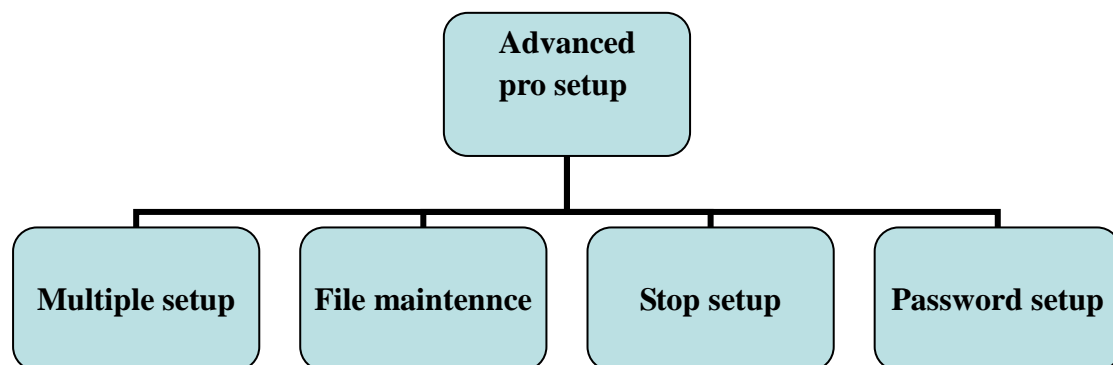 Advanced
pro setup
Multiple setup
File maintennce
Stop setup
Password setup